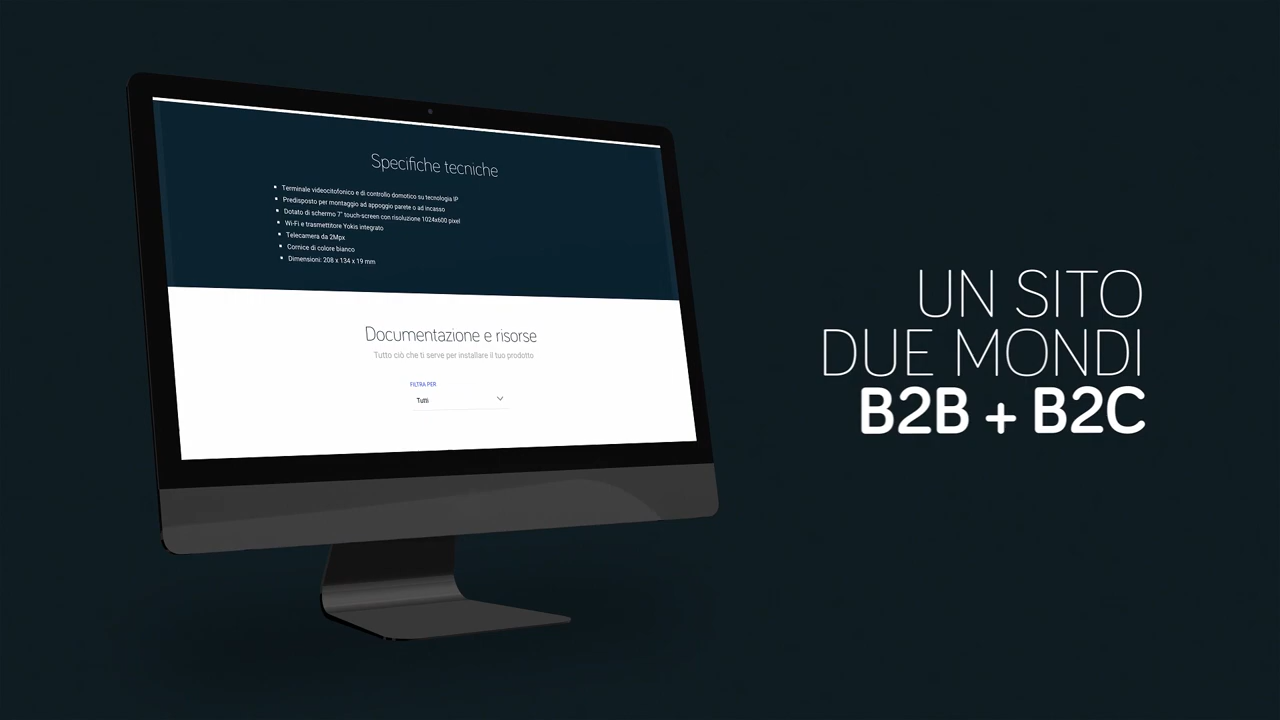 Specifiche tecniche
Terminale videocitofonico e di controllo domotico su tecnologia IP
Predisposto per montaggio ad appoggio parete o ad incasso
Dotato di schermo 7" touch-screen con risoluzione 1024x600 pixel
Wi-Fi e trasmettitore Yokis integrato
Telecamera da 2Mpx
Cornice di colore bianco
Dimensioni: 208 x 134 x 19 mm
Documentazione e risorse
Tutto ciò che ti serve per installare il tuo prodotto
FILTRA PER
Tutti
UN SITO
DUE MONDI
B2B + B2C